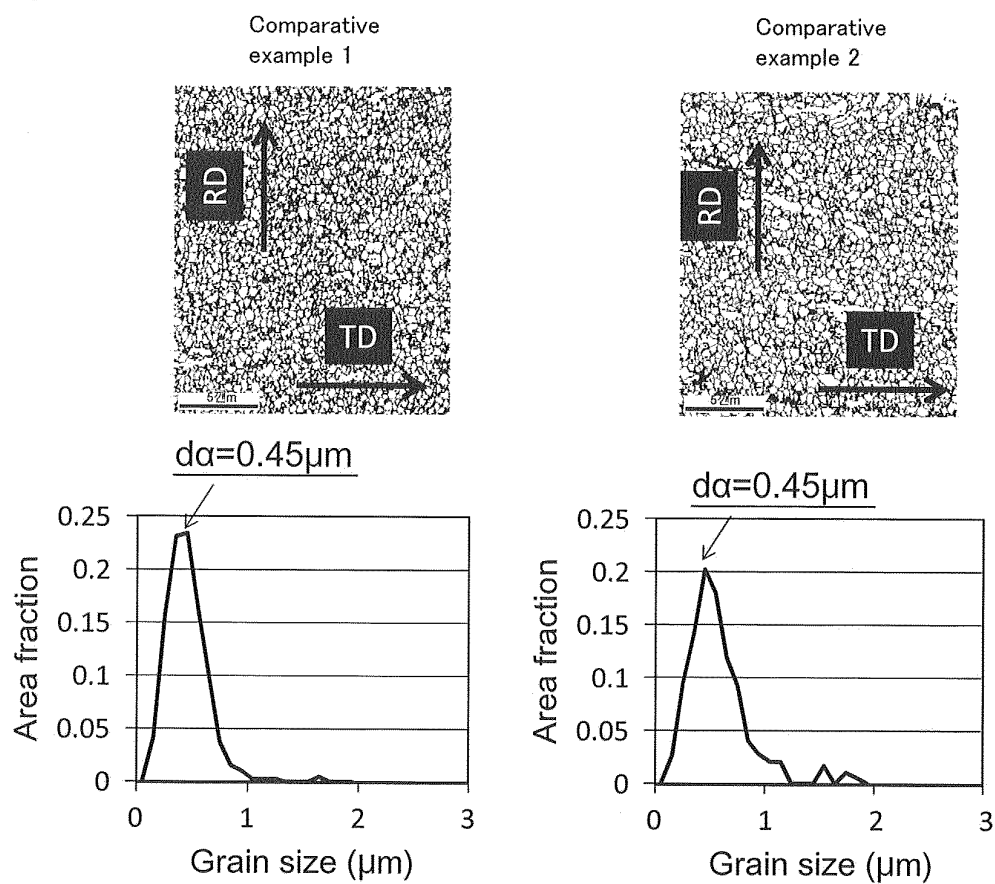 Comparative
example 1
RD
TD
dα=0.45μm
0.25
0.2
0.15
0.1
0.05
0
0 1 2 3
Area fraction
Grain size (μm)
Comparative
example 2
RD
TD
dα=0.45μm
0.25
0.2
0.15
0.1
0.05
0
0 1 2 3
Area fraction
Grain size (μm)